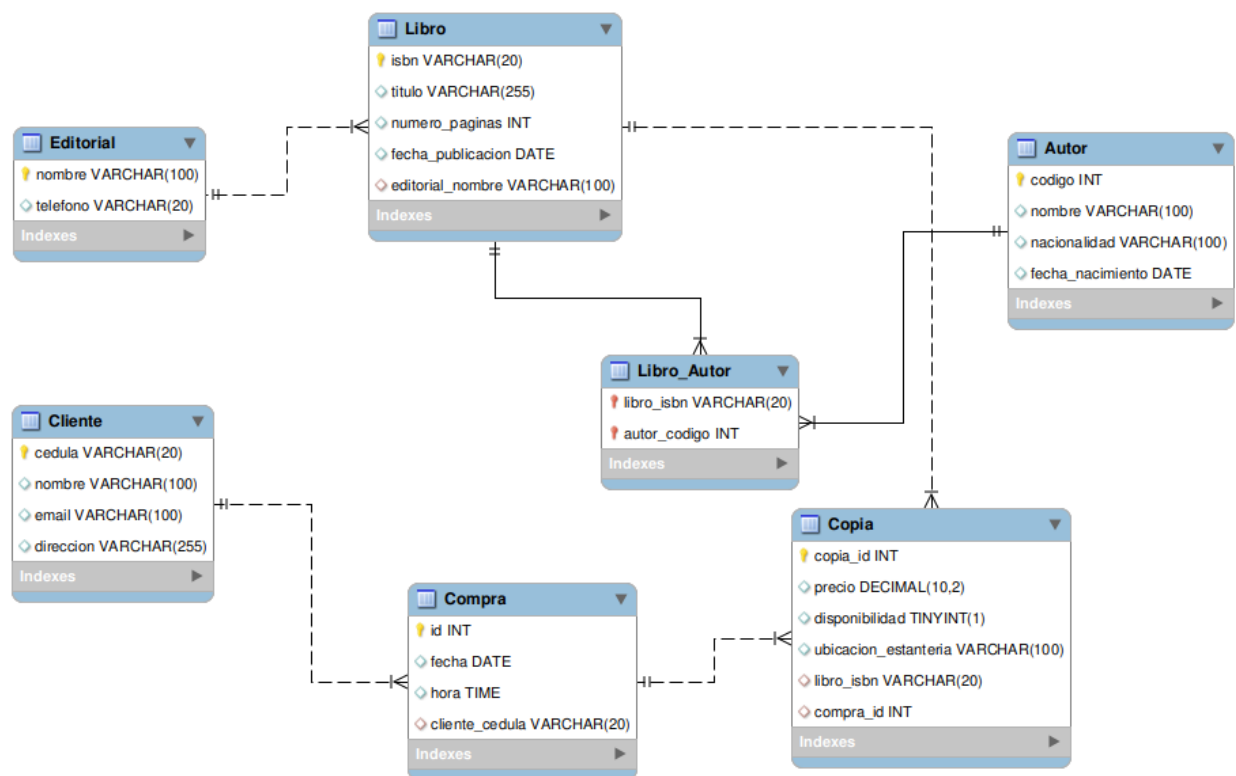 Libro
isbn VARCHAR(20)
titulo VARCHAR(255)
numero_paginas INT
fecha_publicacion DATE
editorial_nombre VARCHAR(100)
Indexes
Editorial
nombre VARCHAR(100)
telefono VARCHAR(20)
Indexes
Autor
codigo INT
nombre VARCHAR(100)
nacionalidad VARCHAR(100)
fecha_nacimiento DATE
Indexes
Libro_Autor
libro_isbn VARCHAR(20)
autor_codigo INT
Indexes
Cliente
cedula VARCHAR(20)
nombre VARCHAR(100)
email VARCHAR(100)
direccion VARCHAR(255)
Indexes
Compra
id INT
fecha DATE
hora TIME
cliente_cedula VARCHAR(20)
Indexes
Copia
copia_id INT
precio DECIMAL(10,2)
disponibilidad TINYINT(1)
ubicacion_estanteria VARCHAR(100)
libro_isbn VARCHAR(20)
compra_id INT
Indexes